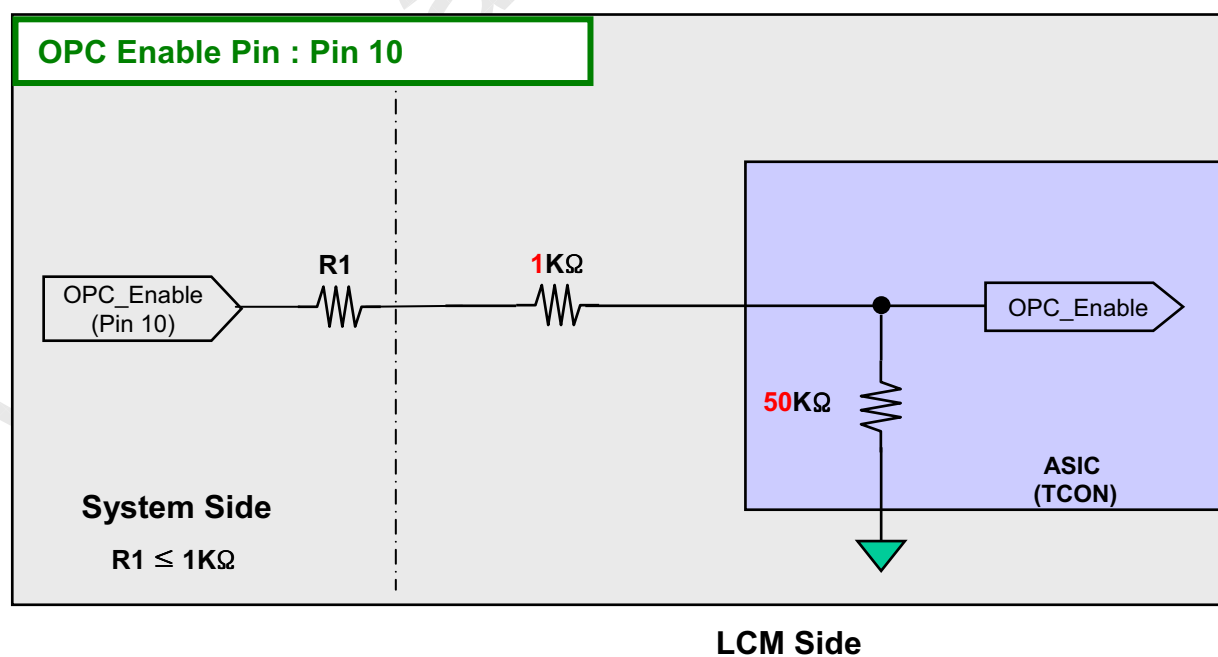 OPC Enable Pin : Pin 10
R1
1KΩ
OPC_Enable
(Pin 10)
OPC_Enable
50KΩ
ASIC
(TCON)
System Side
R1 ≤ 1KΩ
LCM Side